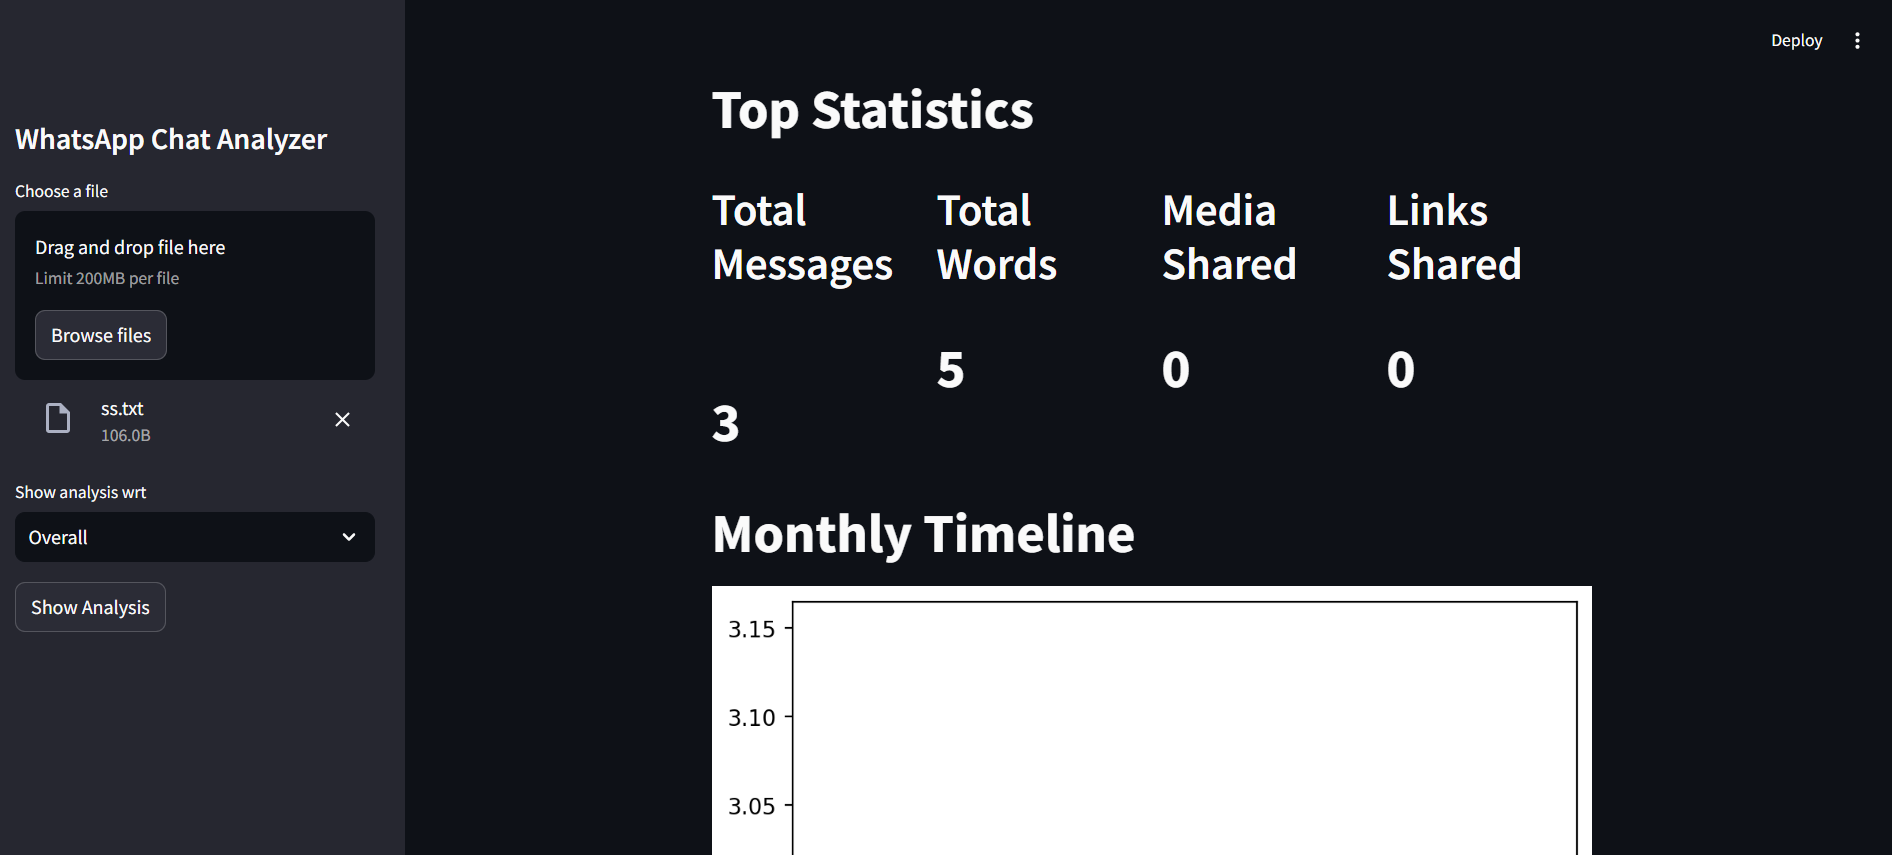 Deploy
WhatsApp Chat Analyzer
Choose a file
Drag and drop file here
Limit 200MB per file
Browse files
ss.txt
106.0B
Show analysis wrt
Overall
Show Analysis
Top Statistics
Total Messages
3
Total Words
5
Media Shared
0
Links Shared
0
Monthly Timeline
3.15
3.10
3.05